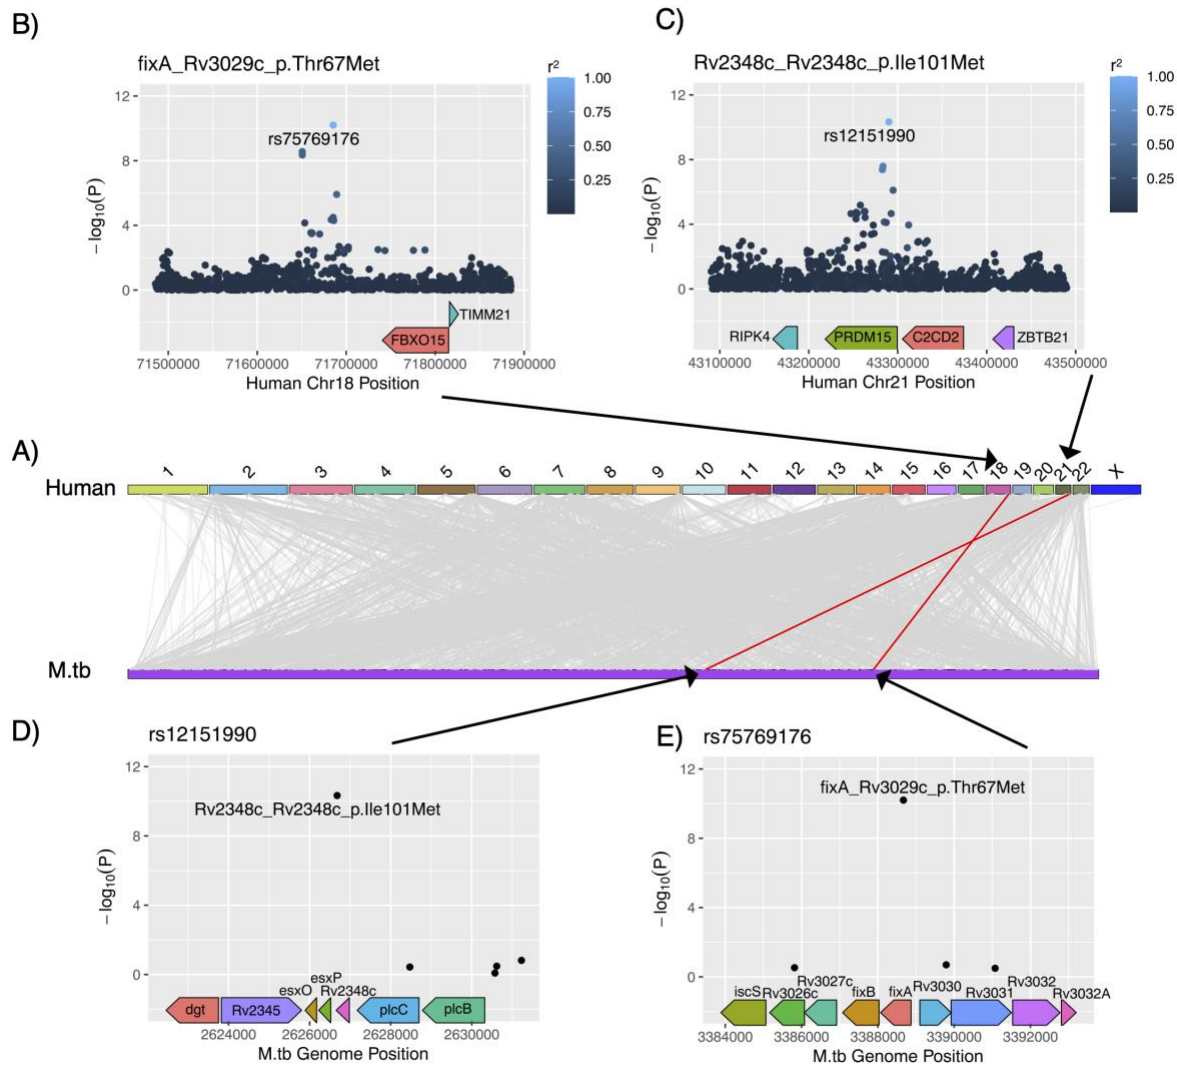 B)
fixA_Rv3029c_p.Thr67Met
r²
1.00
0.75
0.50
0.25
12
8
4
0
−log₁₀(P)
rs75769176
TIMM21
FBXO15
71500000 71600000 71700000 71800000 71900000
Human Chr18 Position
C)
Rv2348c_Rv2348c_p.Ile101Met
r²
1.00
0.75
0.50
0.25
12
8
4
0
−log₁₀(P)
rs12151990
RIPK4 PRDM15 C2CD2 ZBTB21
43100000 43200000 43300000 43400000 43500000
Human Chr21 Position
A)
1 2 3 4 5 6 7 8 9 10 11 12 13 14 15 16 17 18 19 20 21 22 X
Human
M.tb
D)
rs12151990
12
8
4
0
−log₁₀(P)
Rv2348c_Rv2348c_p.Ile101Met
esxP
esxO Rv2348c
dgt Rv2345 plcC plcB
2624000 2626000 2628000 2630000
M.tb Genome Position
E)
rs75769176
12
8
4
0
−log₁₀(P)
fixA_Rv3029c_p.Thr67Met
Rv3027c Rv3030 Rv3032
iscS Rv3026c fixB fixA Rv3031 Rv3032A
3384000 3386000 3388000 3390000 3392000
M.tb Genome Position